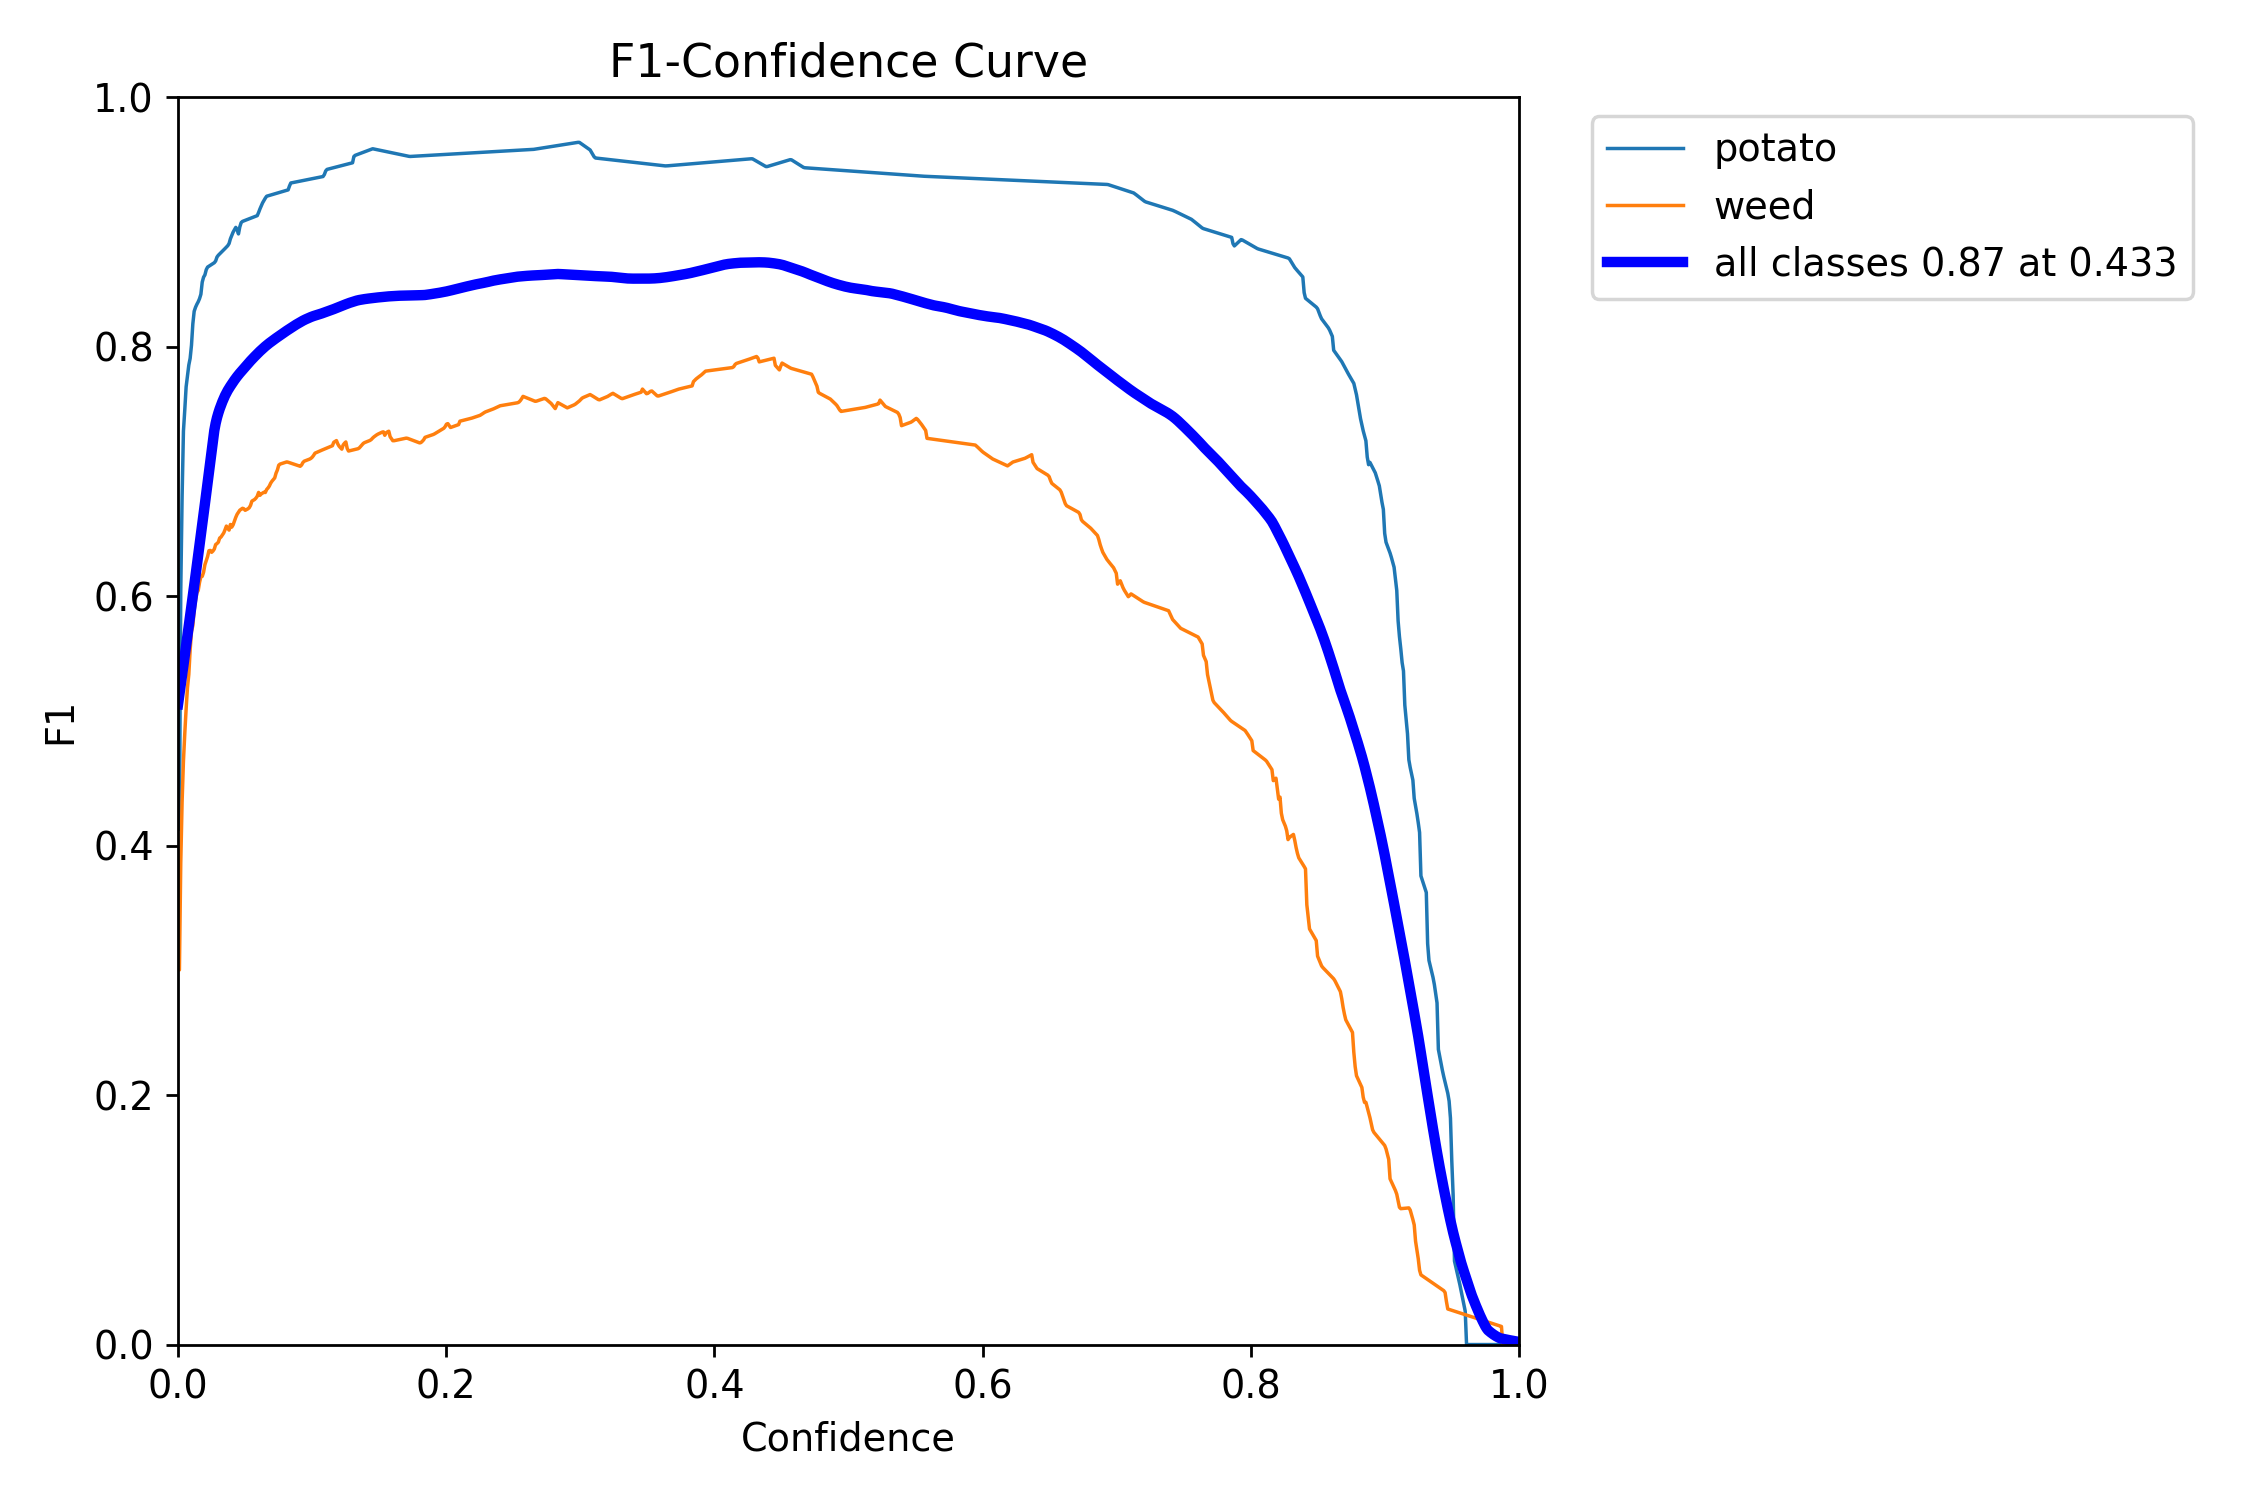 F1-Confidence Curve
1.0
0.8
0.6
0.4
0.2
0.0
F1
0.0 0.2 0.4 0.6 0.8 1.0
Confidence
potato
weed
all classes 0.87 at 0.433